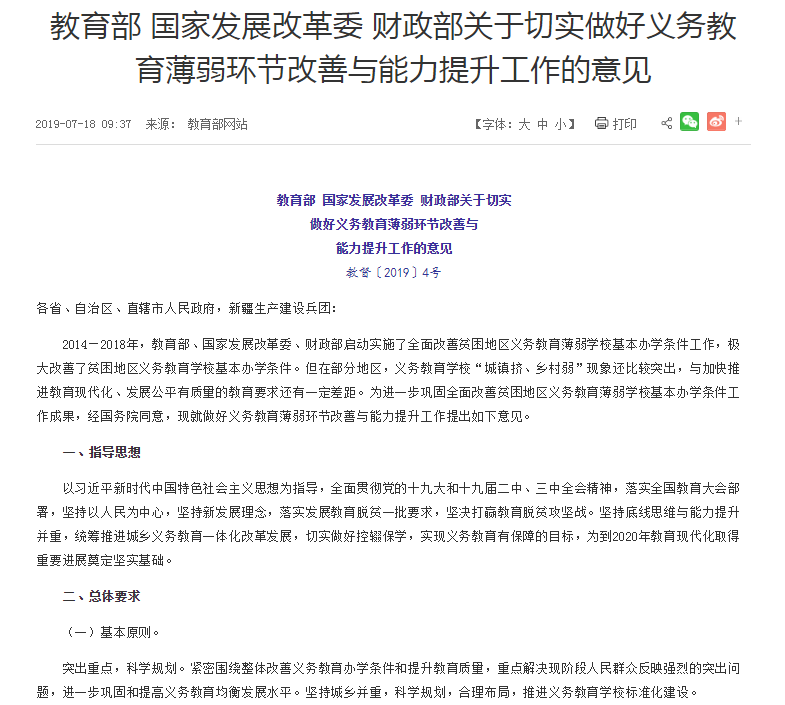 教育部 国家发展改革委 财政部关于切实做好义务教
育薄弱环节改善与能力提升工作的意见
2019-07-18 09:37 来源： 教育部网站 【字体：大 中 小】 打印
教育部 国家发展改革委 财政部关于切实
做好义务教育薄弱环节改善与
能力提升工作的意见
教督〔2019〕4号
各省、自治区、直辖市人民政府，新疆生产建设兵团：
2014—2018年，教育部、国家发展改革委、财政部启动实施了全面改善贫困地区义务教育薄弱学校基本办学条件工作，极
大改善了贫困地区义务教育学校基本办学条件。但在部分地区，义务教育学校“城镇挤、乡村弱”现象还比较突出，与加快推
进教育现代化、发展公平有质量的教育要求还有一定差距。为进一步巩固全面改善贫困地区义务教育薄弱学校基本办学条件工
作成果，经国务院同意，现就做好义务教育薄弱环节改善与能力提升工作提出如下意见。
一、指导思想
以习近平新时代中国特色社会主义思想为指导，全面贯彻党的十九大和十九届二中、三中全会精神，落实全国教育大会部
署，坚持以人民为中心，坚持新发展理念，落实发展教育脱贫一批要求，坚决打赢教育脱贫攻坚战。坚持底线思维与能力提升
并重，统筹推进城乡义务教育一体化改革发展，切实做好控辍保学，实现义务教育有保障的目标，为到2020年教育现代化取得
重要进展奠定坚实基础。
二、总体要求
（一）基本原则。
突出重点，科学规划。紧密围绕整体改善义务教育办学条件和提升教育质量，重点解决现阶段人民群众反映强烈的突出问
题，进一步巩固和提高义务教育均衡发展水平。坚持城乡并重，科学规划，合理布局，推进义务教育学校标准化建设。